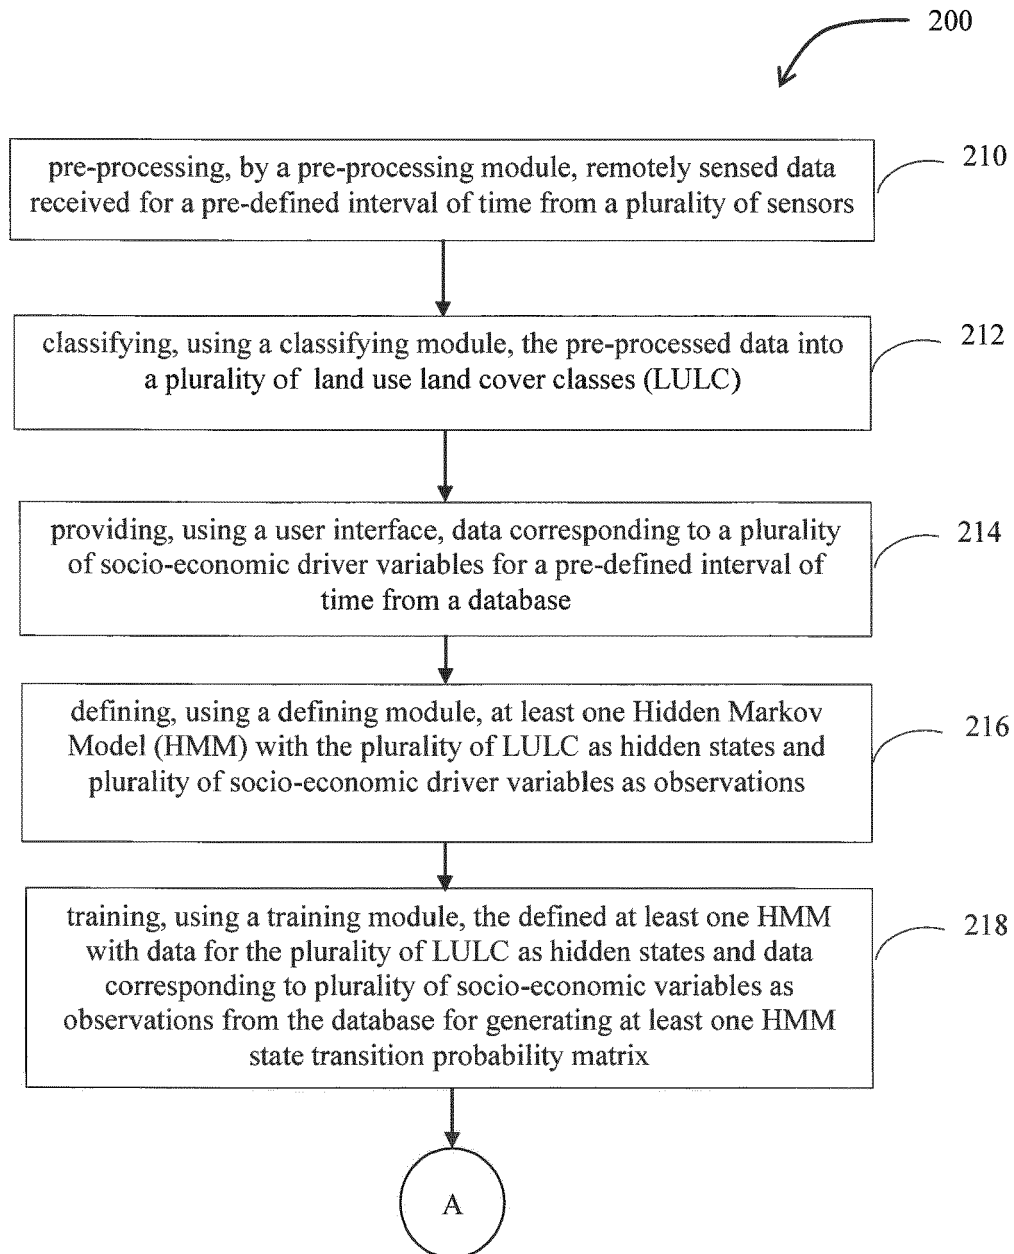 200
pre-processing, by a pre-processing module, remotely sensed data
received for a pre-defined interval of time from a plurality of sensors
210
classifying, using a classifying module, the pre-processed data into
a plurality of land use land cover classes (LULC)
212
providing, using a user interface, data corresponding to a plurality
of socio-economic driver variables for a pre-defined interval of
time from a database
214
defining, using a defining module, at least one Hidden Markov
Model (HMM) with the plurality of LULC as hidden states and
plurality of socio-economic driver variables as observations
216
training, using a training module, the defined at least one HMM
with data for the plurality of LULC as hidden states and data
corresponding to plurality of socio-economic variables as
observations from the database for generating at least one HMM
state transition probability matrix
218
A